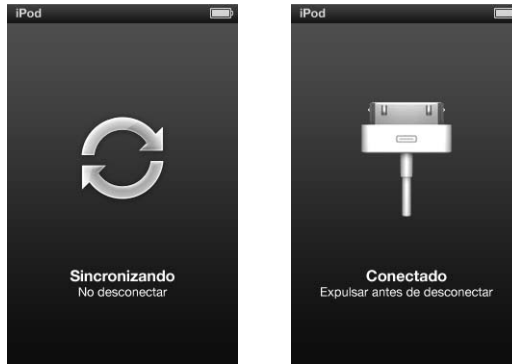 iPod
Sincronizando
No desconectar
iPod
Conectado
Expulsar antes de desconectar